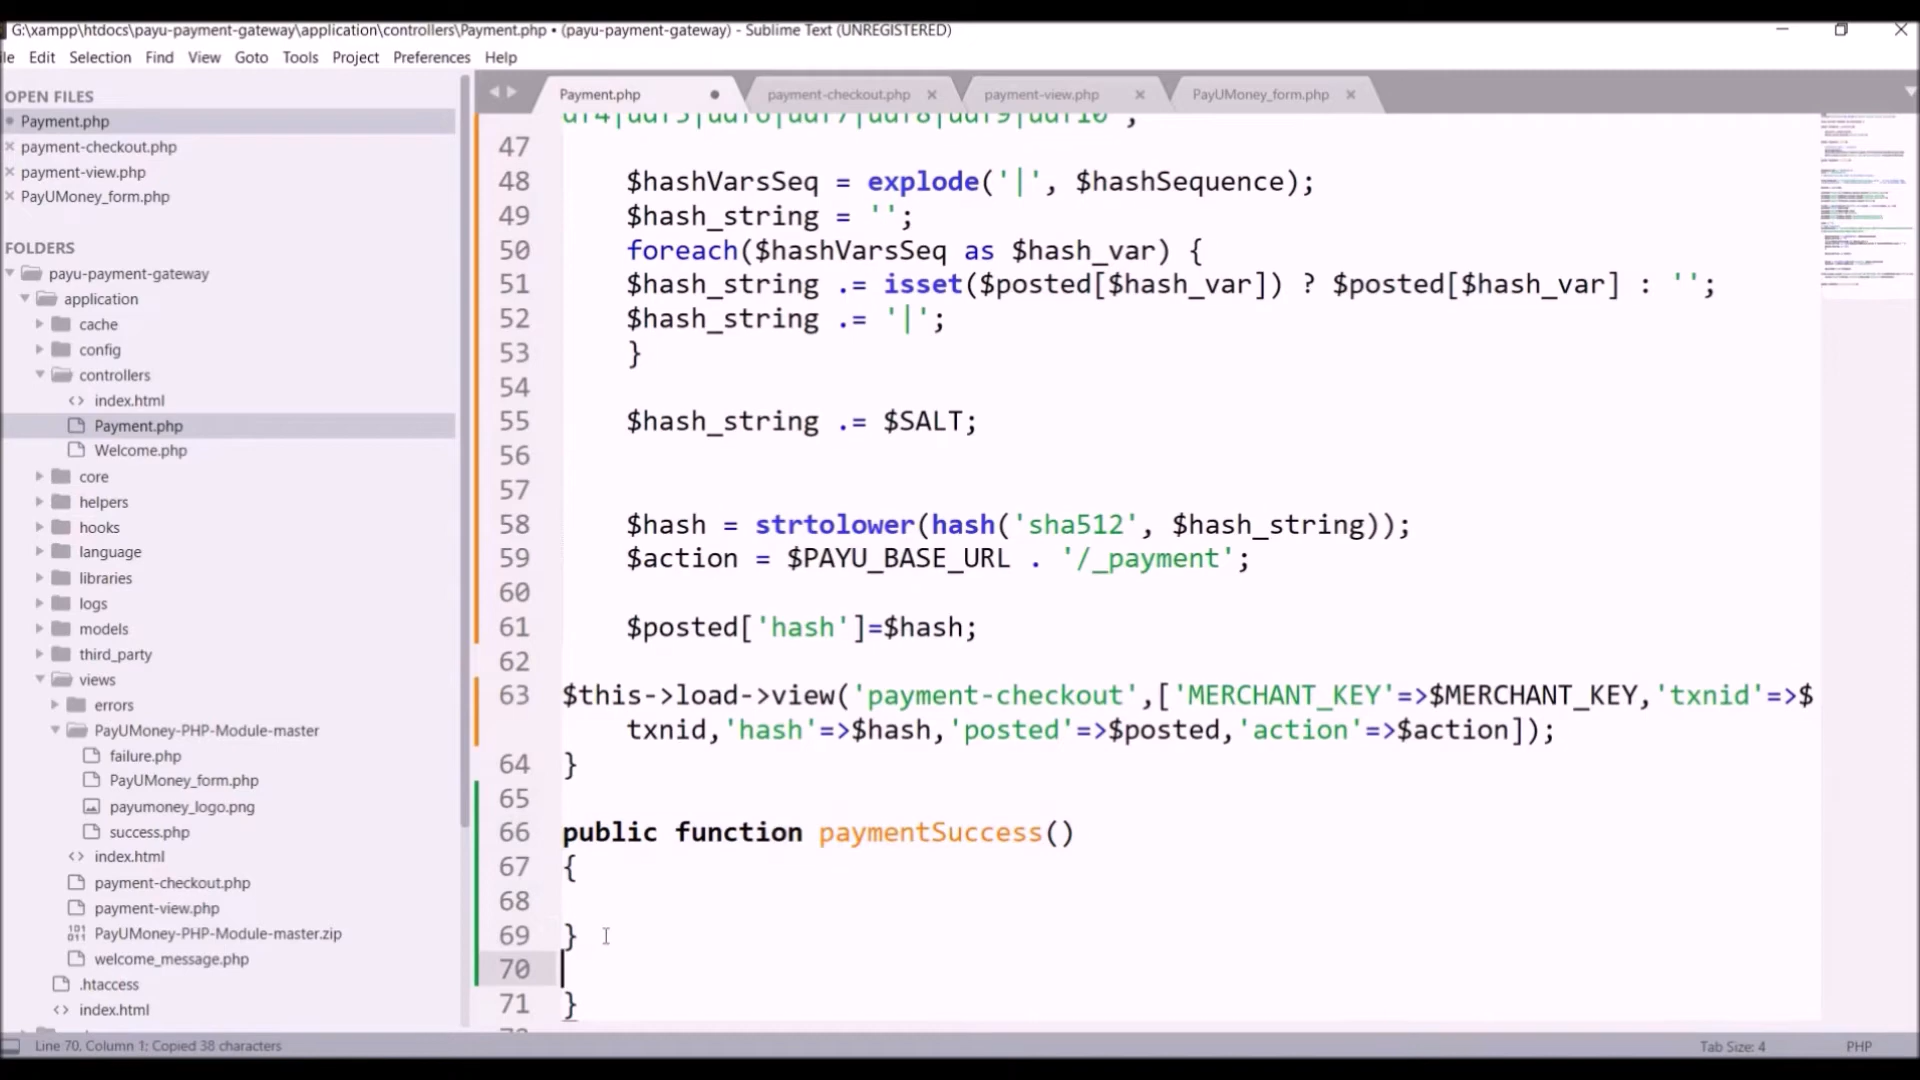 G:\xampp\htdocs\payu-payment-gateway\application\controllers\Payment.php • (payu-payment-gateway) - Sublime Text (UNREGISTERED)
le Edit Selection Find View Goto Tools Project Preferences Help
OPEN FILES
Payment.php
payment-checkout.php
payment-view.php
PayUMoney_form.php
FOLDERS
payu-payment-gateway
application
cache
config
controllers
index.html
Payment.php
Welcome.php
core
helpers
hooks
language
libraries
logs
models
third_party
views
errors
PayUMoney-PHP-Module-master
failure.php
PayUMoney_form.php
payumoney_logo.png
success.php
index.html
payment-checkout.php
payment-view.php
PayUMoney-PHP-Module-master.zip
welcome_message.php
.htaccess
index.html
Payment.php payment-checkout.php payment-view.php PayUMoney_form.php
udf4|udf5|udf6|udf7|udf8|udf9|udf10";
47
48 $hashVarsSeq = explode('|', $hashSequence);
49 $hash_string = '';
50 foreach($hashVarsSeq as $hash_var) {
51 $hash_string .= isset($posted[$hash_var]) ? $posted[$hash_var] : '';
52 $hash_string .= '|';
53 }
54
55 $hash_string .= $SALT;
56
57
58 $hash = strtolower(hash('sha512', $hash_string));
59 $action = $PAYU_BASE_URL . '/_payment';
60
61 $posted['hash']=$hash;
62
63 $this->load->view('payment-checkout',['MERCHANT_KEY'=>$MERCHANT_KEY,'txnid'=>$
txnid,'hash'=>$hash,'posted'=>$posted,'action'=>$action]);
64 }
65
66 public function paymentSuccess()
67 {
68
69 }
70
71 }
Line 70, Column 1: Copied 38 characters Tab Size: 4 PHP